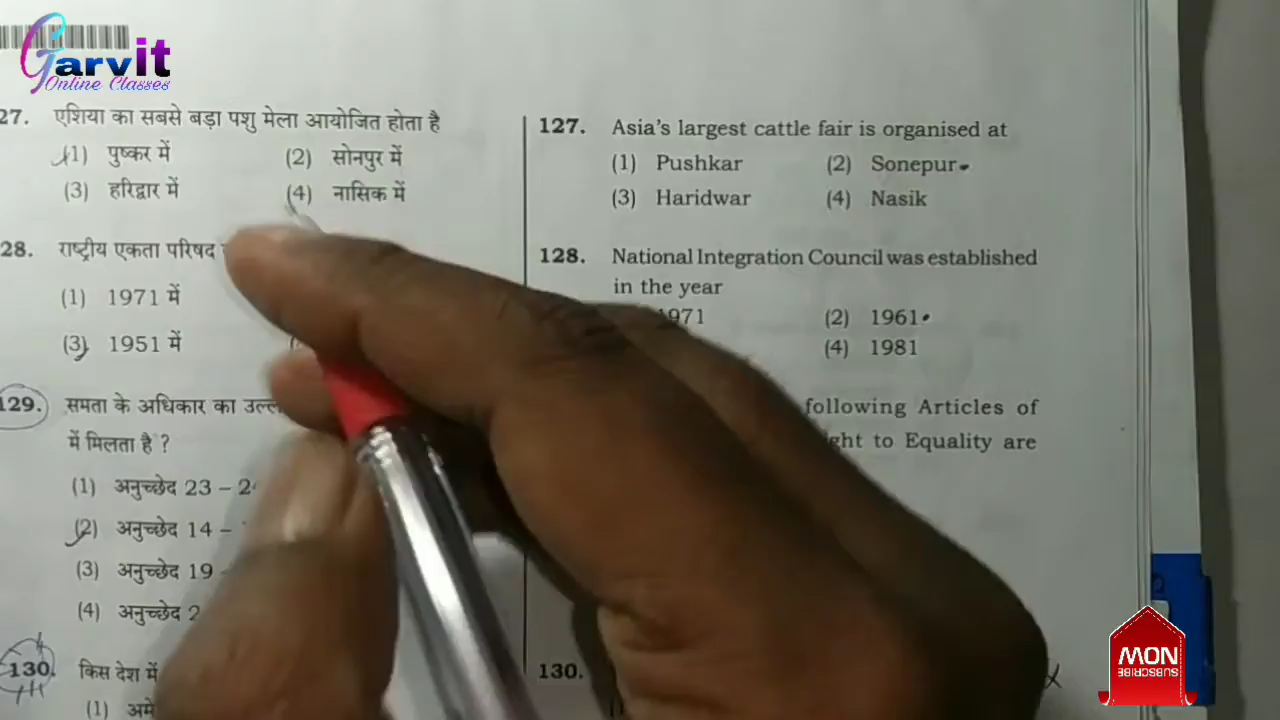 Garvit
Online Classes
27. एशिया का सबसे बड़ा पशु मेला आयोजित होता है
(1) पुष्कर में (2) सोनपुर में
(3) हरिद्वार में (4) नासिक में
28. राष्ट्रीय एकता परिषद
(1) 1971 में
(3) 1951 में
129. समता के अधिकार का
में मिलता है ?
(1) अनुच्छेद 23 –
(2) अनुच्छेद 14 –
(3) अनुच्छेद 19
(4) अनुच्छेद 2
130. किस देश में
(1)
127. Asia's largest cattle fair is organised at
(1) Pushkar (2) Sonepur
(3) Haridwar (4) Nasik
128. National Integration Council was established
in the year
1971 (2) 1961
(4) 1981
following Articles of
to Equality are
130.
SUBSCRIBE
NOW